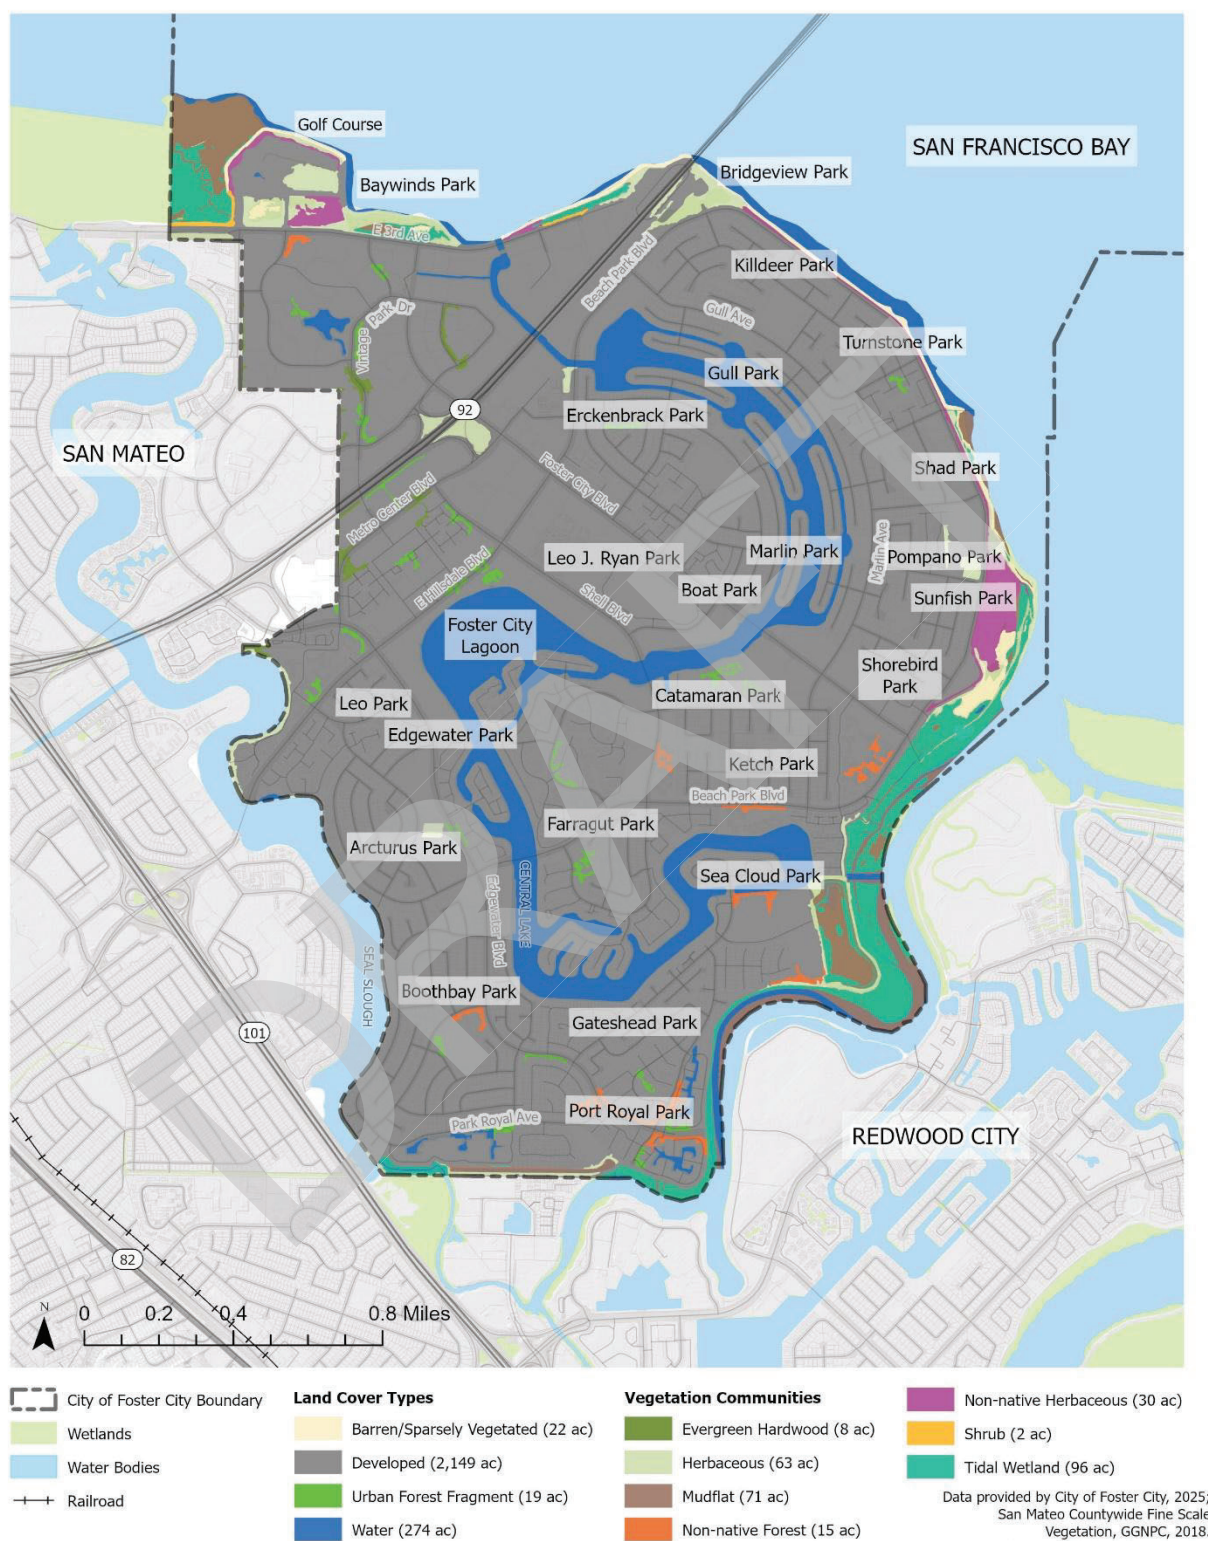 Golf Course
SAN FRANCISCO BAY
Bridgeview Park
Baywinds Park
E 3rd Ave
Beach Park Blvd
Killdeer Park
Vintage Park Dr
Gull Ave
Turnstone Park
Gull Park
92
Erckenbrack Park
SAN MATEO
Shad Park
Foster City Blvd
Metro Center Blvd
Marlin Ave
Leo J. Ryan Park
Marlin Park
Pompano Park
E Hillsdale Blvd
Shell Blvd
Boat Park
Sunfish Park
Foster City
Lagoon
Shorebird
Park
Leo Park
Catamaran Park
Edgewater Park
Ketch Park
Beach Park Blvd
Farragut Park
Arcturus Park
Sea Cloud Park
Edgewater Blvd
CENTRAL LAKE
SEAL SLOUGH
Boothbay Park
Gateshead Park
101
Port Royal Park
Park Royal Ave
REDWOOD CITY
82
DRAFT
N
0 0.2 0.4 0.8 Miles
City of Foster City Boundary
Wetlands
Water Bodies
Railroad
Land Cover Types
Barren/Sparsely Vegetated (22 ac)
Developed (2,149 ac)
Urban Forest Fragment (19 ac)
Water (274 ac)
Vegetation Communities
Evergreen Hardwood (8 ac)
Herbaceous (63 ac)
Mudflat (71 ac)
Non-native Forest (15 ac)
Non-native Herbaceous (30 ac)
Shrub (2 ac)
Tidal Wetland (96 ac)
Data provided by City of Foster City, 2025;
San Mateo Countywide Fine Scale
Vegetation, GGNPC, 2018.